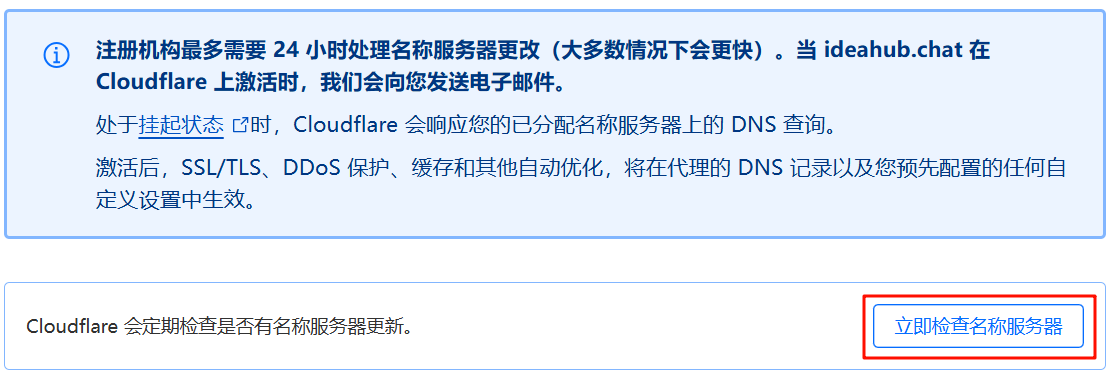 注册机构最多需要 24 小时处理名称服务器更改（大多数情况下会更快）。当 ideahub.chat 在
Cloudflare 上激活时，我们会向您发送电子邮件。
处于挂起状态时，Cloudflare 会响应您的已分配名称服务器上的 DNS 查询。
激活后，SSL/TLS、DDoS 保护、缓存和其他自动优化，将在代理的 DNS 记录以及您预先配置的任何自
定义设置中生效。
Cloudflare 会定期检查是否有名称服务器更新。
立即检查名称服务器